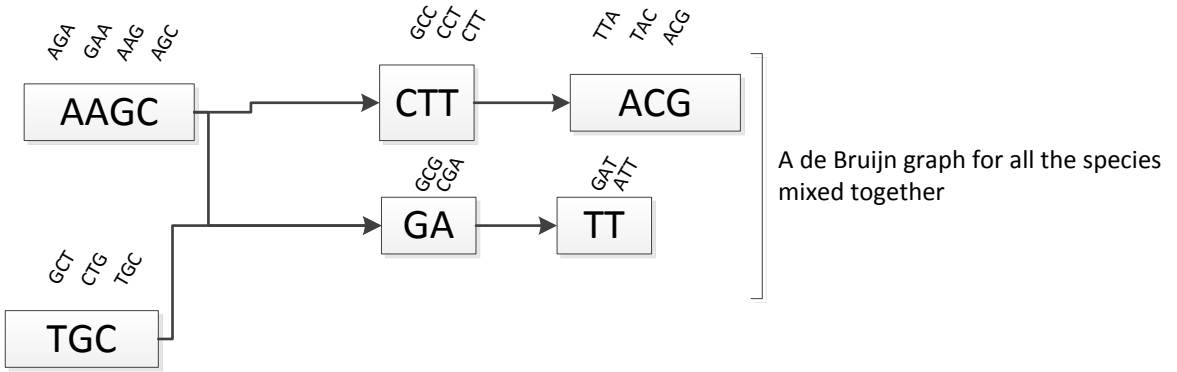 AGA GAA AAG AGC
GCC CCT CTT
TTA TAC ACG
AAGC
CTT
ACG
A de Bruijn graph for all the species
mixed together
GCG CGA
GAT ATT
GA
TT
GCT CTG TGC
TGC